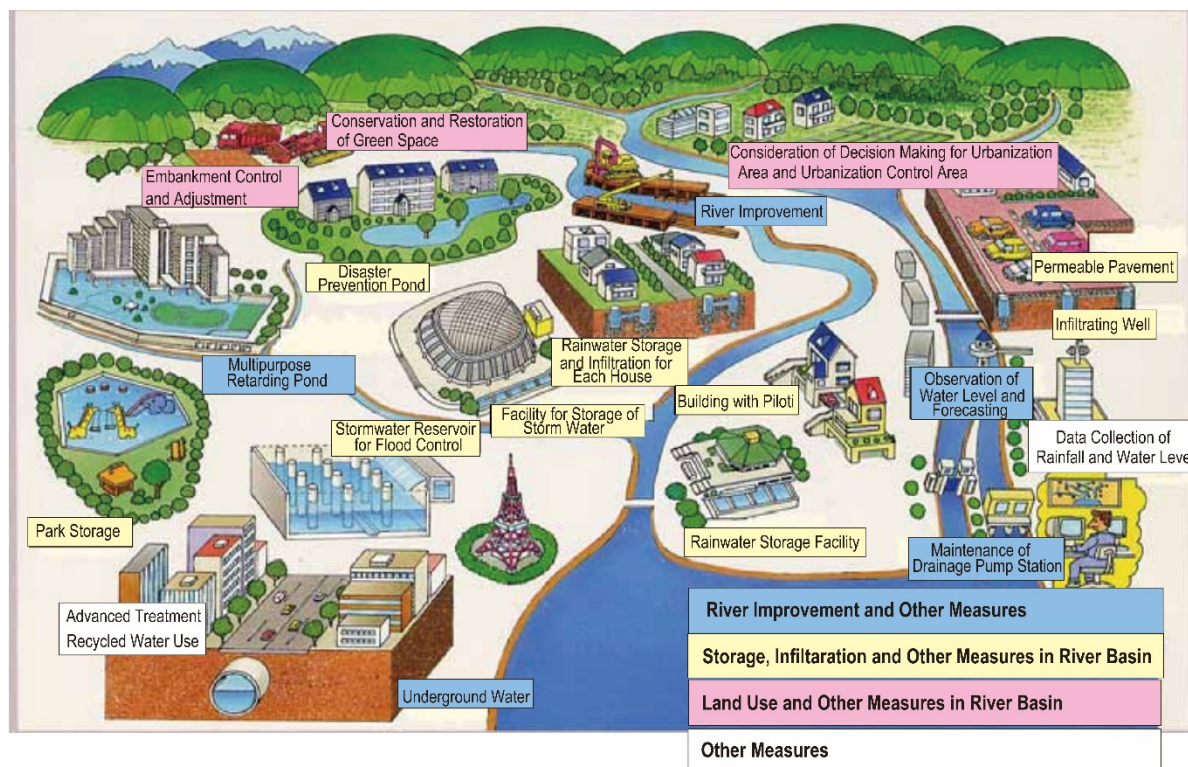 Conservation and Restoration
of Green Space
Embankment Control
and Adjustment
Consideration of Decision Making for Urbanization
Area and Urbanization Control Area
River Improvement
Disaster
Prevention Pond
Permeable Pavement
Infiltrating Well
Multipurpose
Retarding Pond
Rainwater Storage
and Infiltration for
Each House
Observation of
Water Level and
Forecasting
Building with Piloti
Facility for Storage of
Storm Water
Stormwater Reservoir
for Flood Control
Data Collection of
Rainfall and Water Leve
Park Storage
Rainwater Storage Facility
Maintenance of
Drainage Pump Station
Advanced Treatment
Recycled Water Use
Underground Water
River Improvement and Other Measures
Storage, Infiltaration and Other Measures in River Basin
Land Use and Other Measures in River Basin
Other Measures